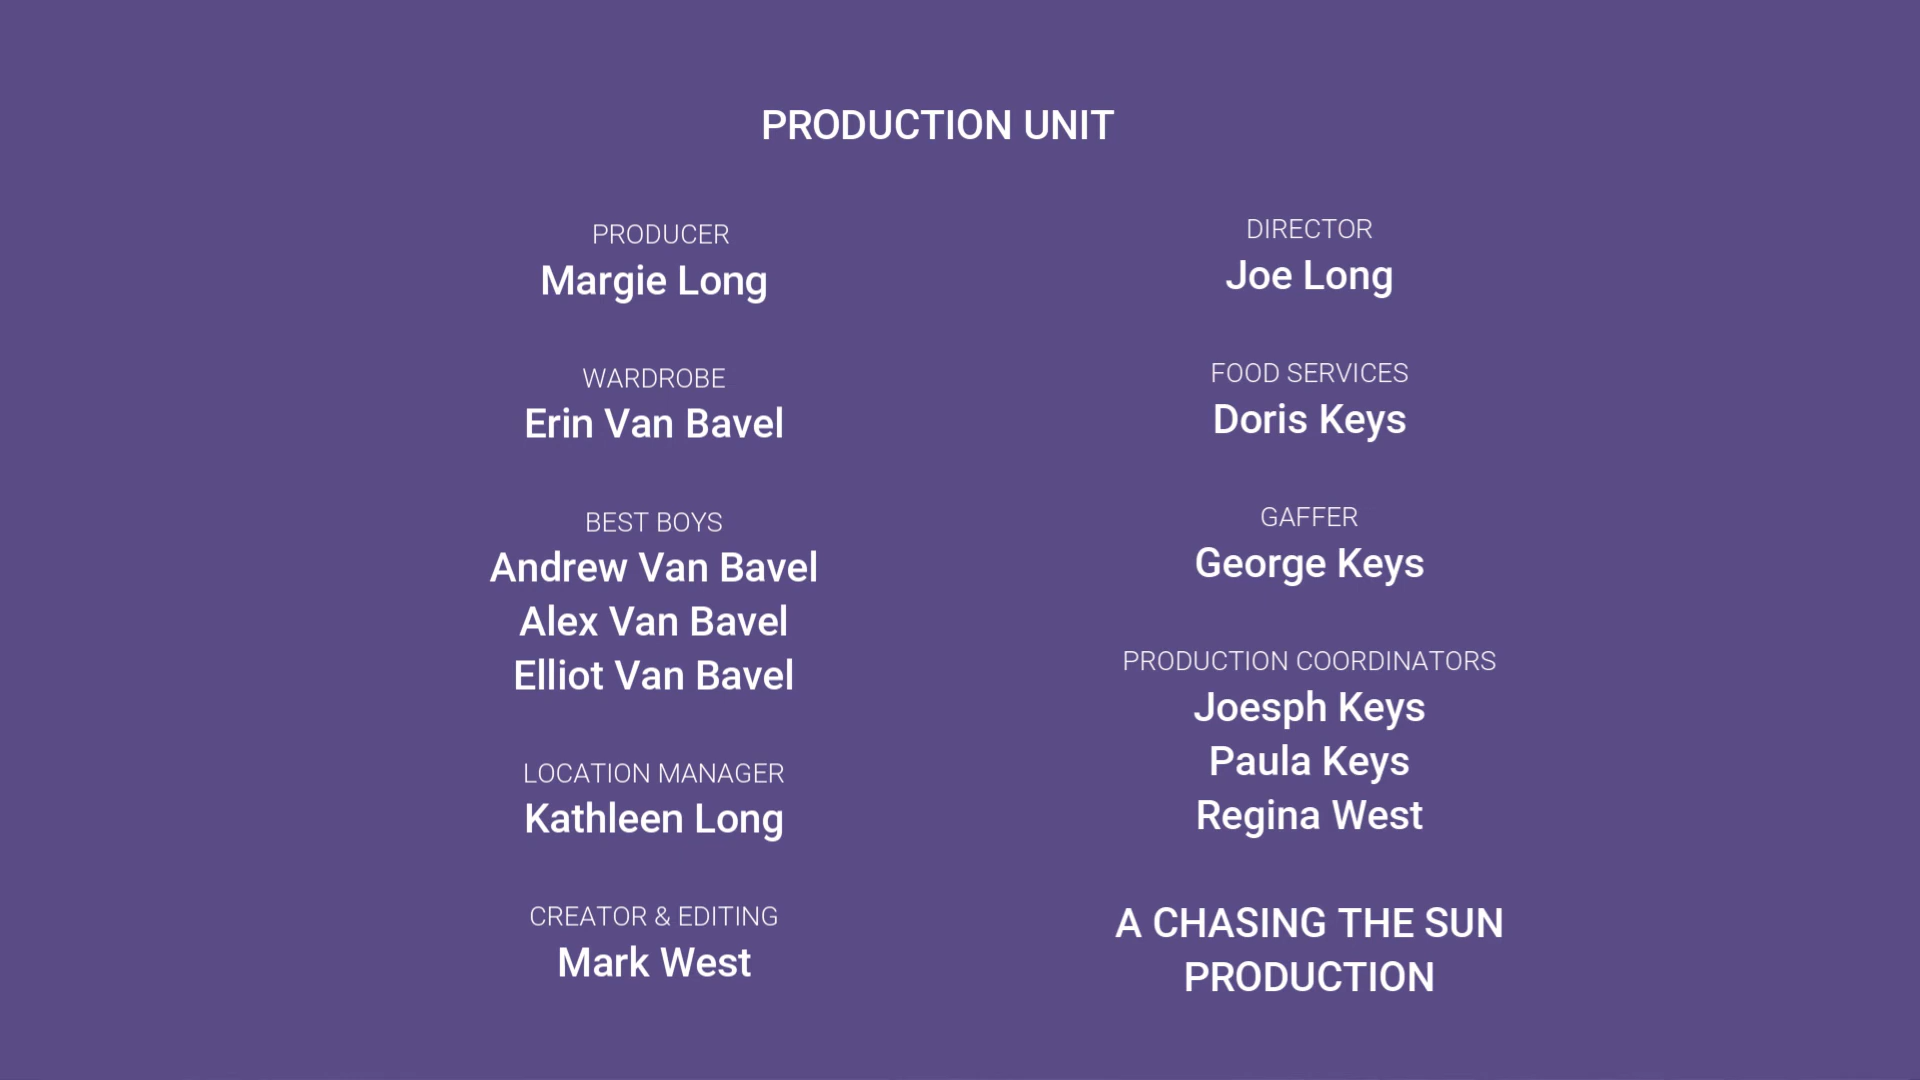 PRODUCTION UNIT
PRODUCER
Margie Long
WARDROBE
Erin Van Bavel
BEST BOYS
Andrew Van Bavel
Alex Van Bavel
Elliot Van Bavel
LOCATION MANAGER
Kathleen Long
CREATOR & EDITING
Mark West
DIRECTOR
Joe Long
FOOD SERVICES
Doris Keys
GAFFER
George Keys
PRODUCTION COORDINATORS
Joesph Keys
Paula Keys
Regina West
A CHASING THE SUN
PRODUCTION